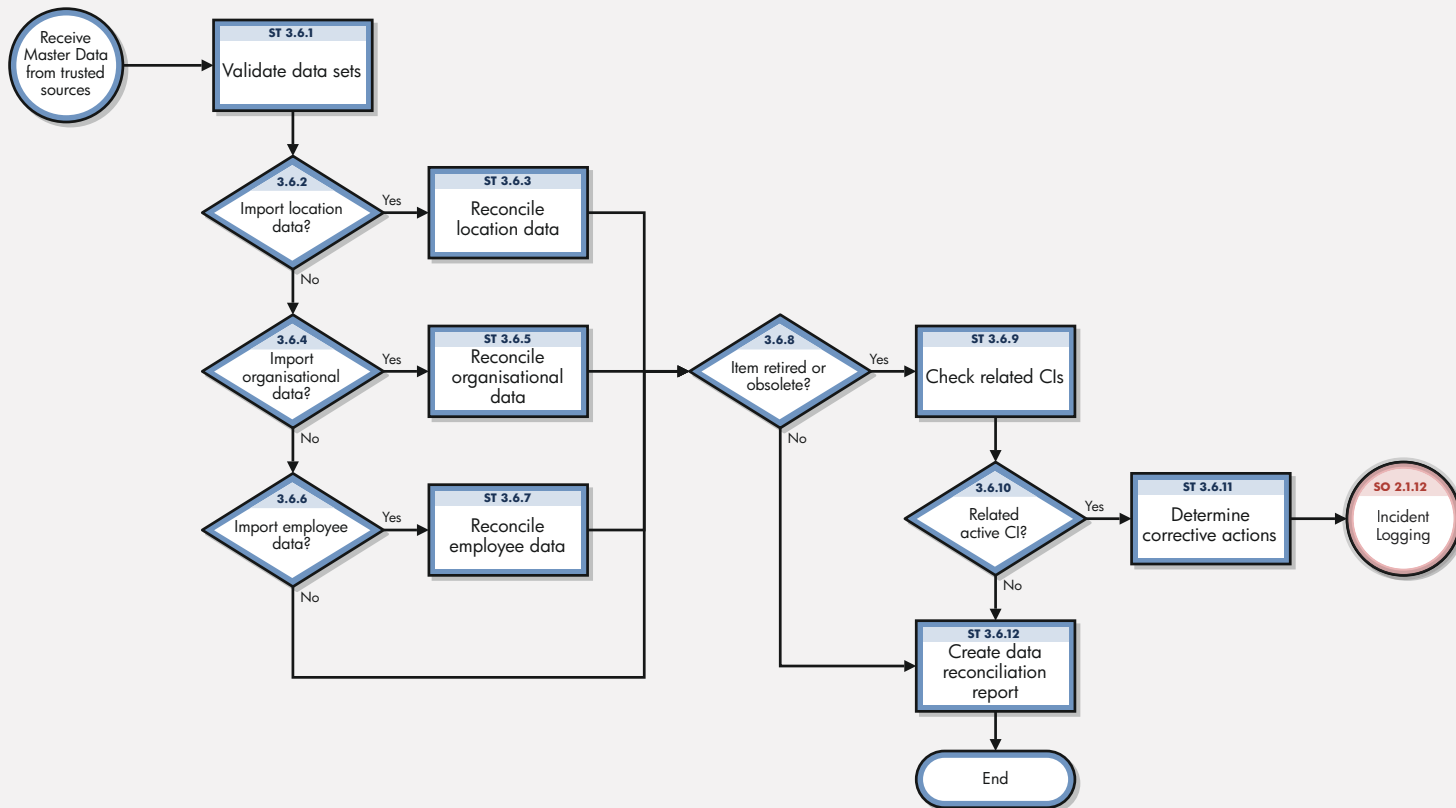 Receive
Master Data
from trusted
sources
ST 3.6.1
Validate data sets
3.6.2
Import location
data?
Yes
No
ST 3.6.3
Reconcile
location data
3.6.4
Import
organisational
data?
Yes
No
ST 3.6.5
Reconcile
organisational
data
3.6.6
Import employee
data?
Yes
No
ST 3.6.7
Reconcile
employee data
3.6.8
Item retired or
obsolete?
Yes
No
ST 3.6.9
Check related CIs
3.6.10
Related
active CI?
Yes
No
ST 3.6.11
Determine
corrective actions
SO 2.1.12
Incident
Logging
ST 3.6.12
Create data
reconciliation
report
End